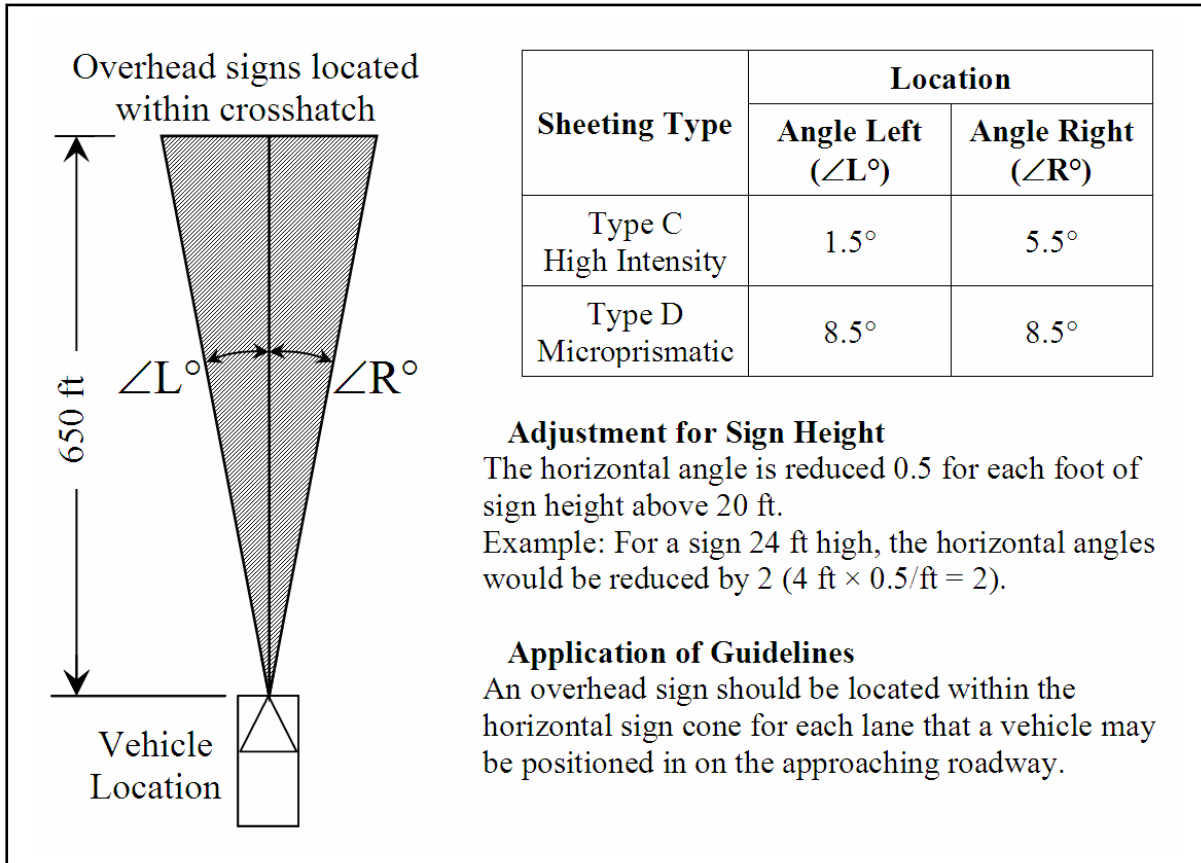 Overhead signs located
within crosshatch
650 ft
∠L°
∠R°
Vehicle
Location
Sheeting Type
Location
Angle Left
(∠L°)
Angle Right
(∠R°)
Type C
High Intensity
1.5°
5.5°
Type D
Microprismatic
8.5°
8.5°
Adjustment for Sign Height
The horizontal angle is reduced 0.5 for each foot of
sign height above 20 ft.
Example: For a sign 24 ft high, the horizontal angles
would be reduced by 2 (4 ft × 0.5/ft = 2).
Application of Guidelines
An overhead sign should be located within the
horizontal sign cone for each lane that a vehicle may
be positioned in on the approaching roadway.